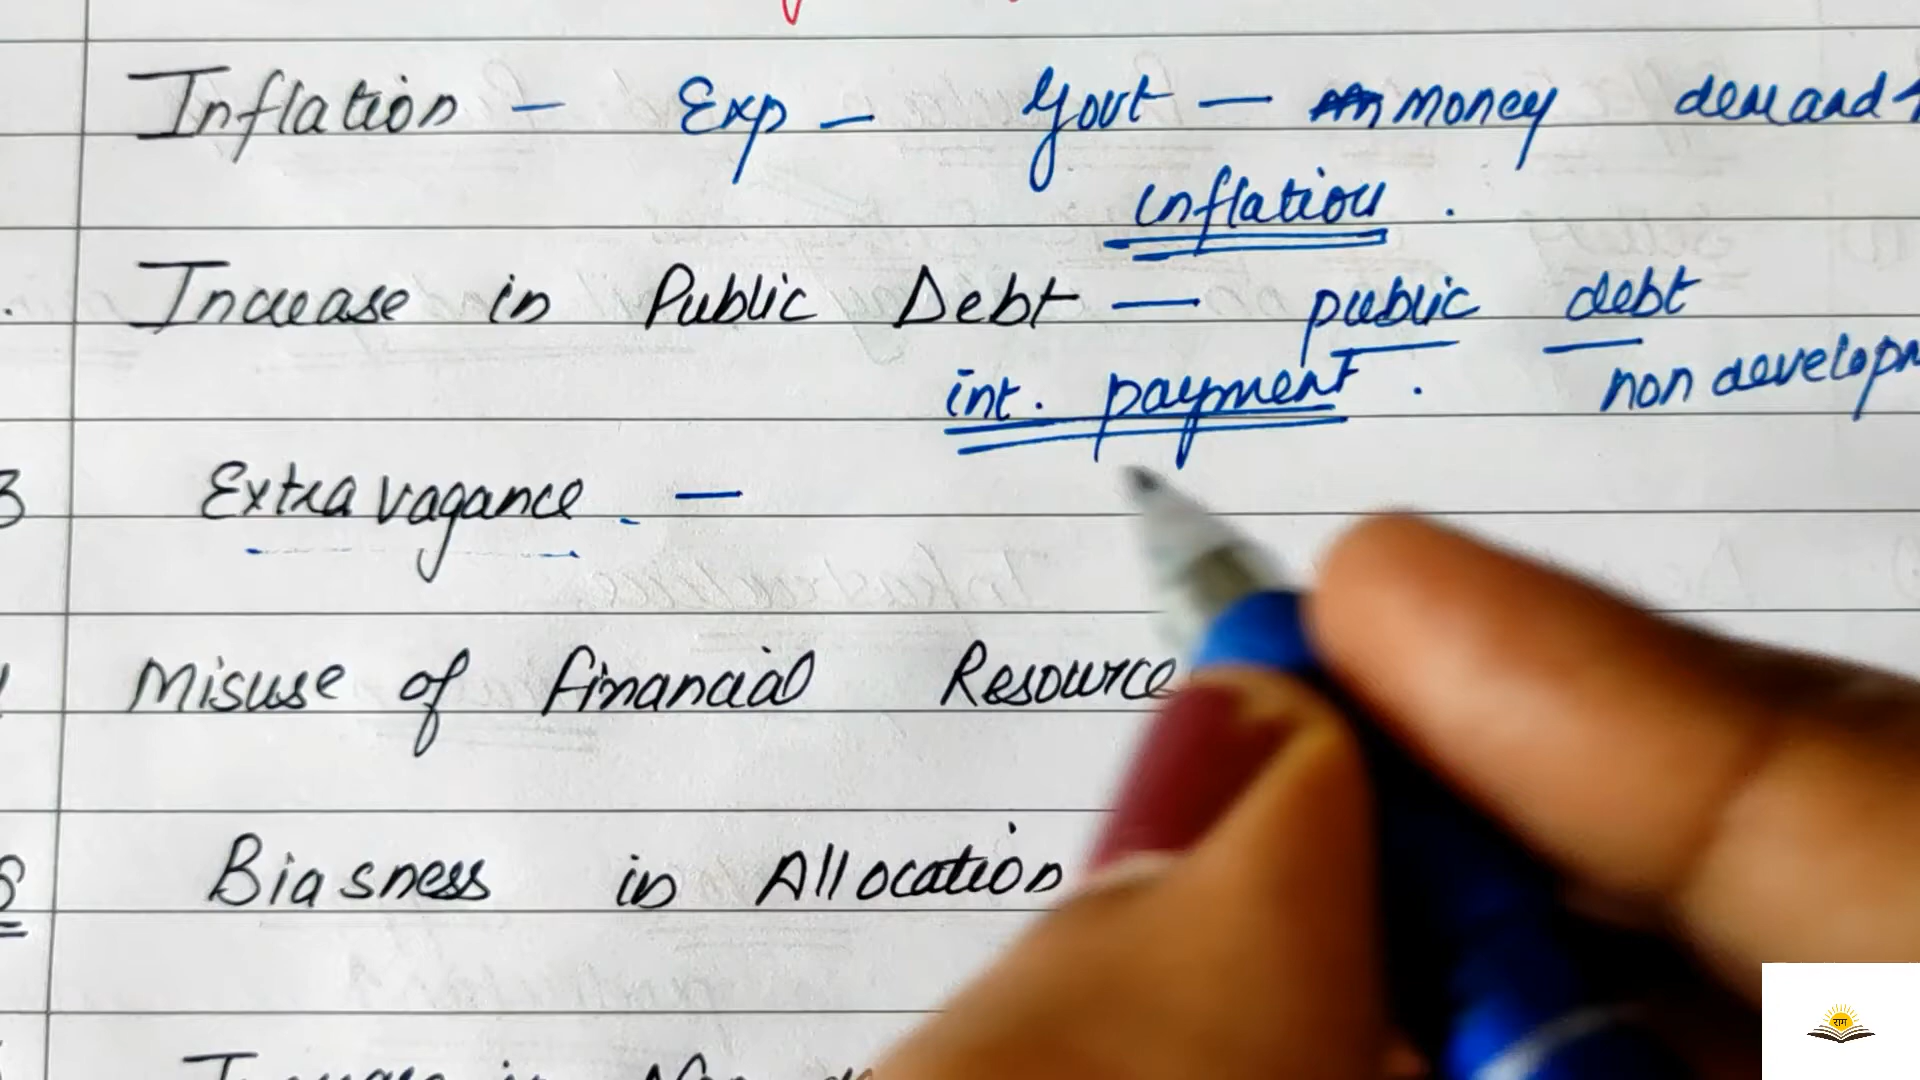 Inflation - Exp - Govt - money demand ↑
inflation .
. Increase in Public Debt - public debt
int. payment . non developm
3 Extravagance . -
Misuse of Financial Resource
Biasness in Allocation
राम